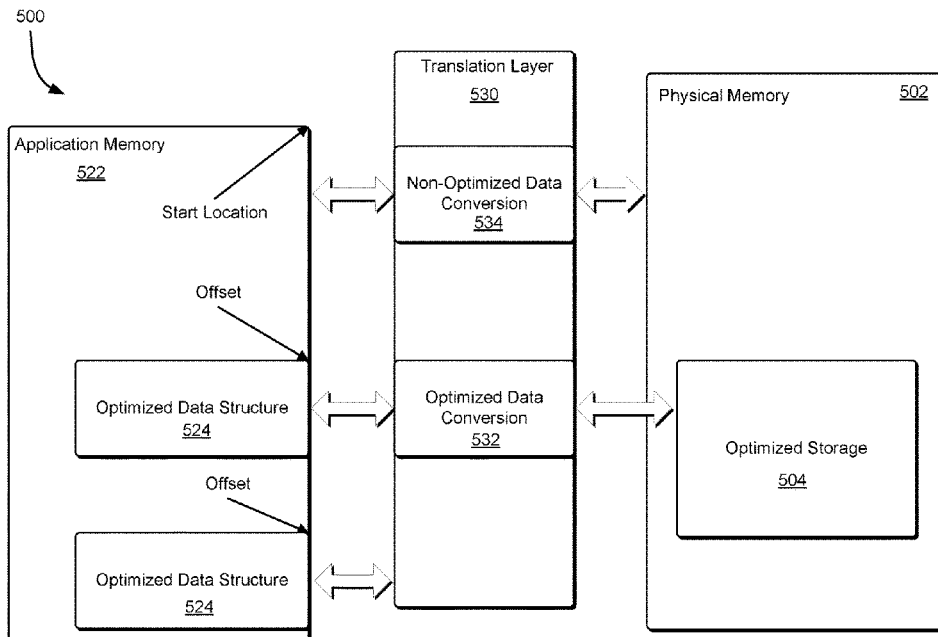 500
Translation Layer
530
Physical Memory
502
Application Memory
522
Start Location
Non-Optimized Data
Conversion
534
Offset
Optimized Data Structure
524
Optimized Data
Conversion
532
Optimized Storage
504
Offset
Optimized Data Structure
524